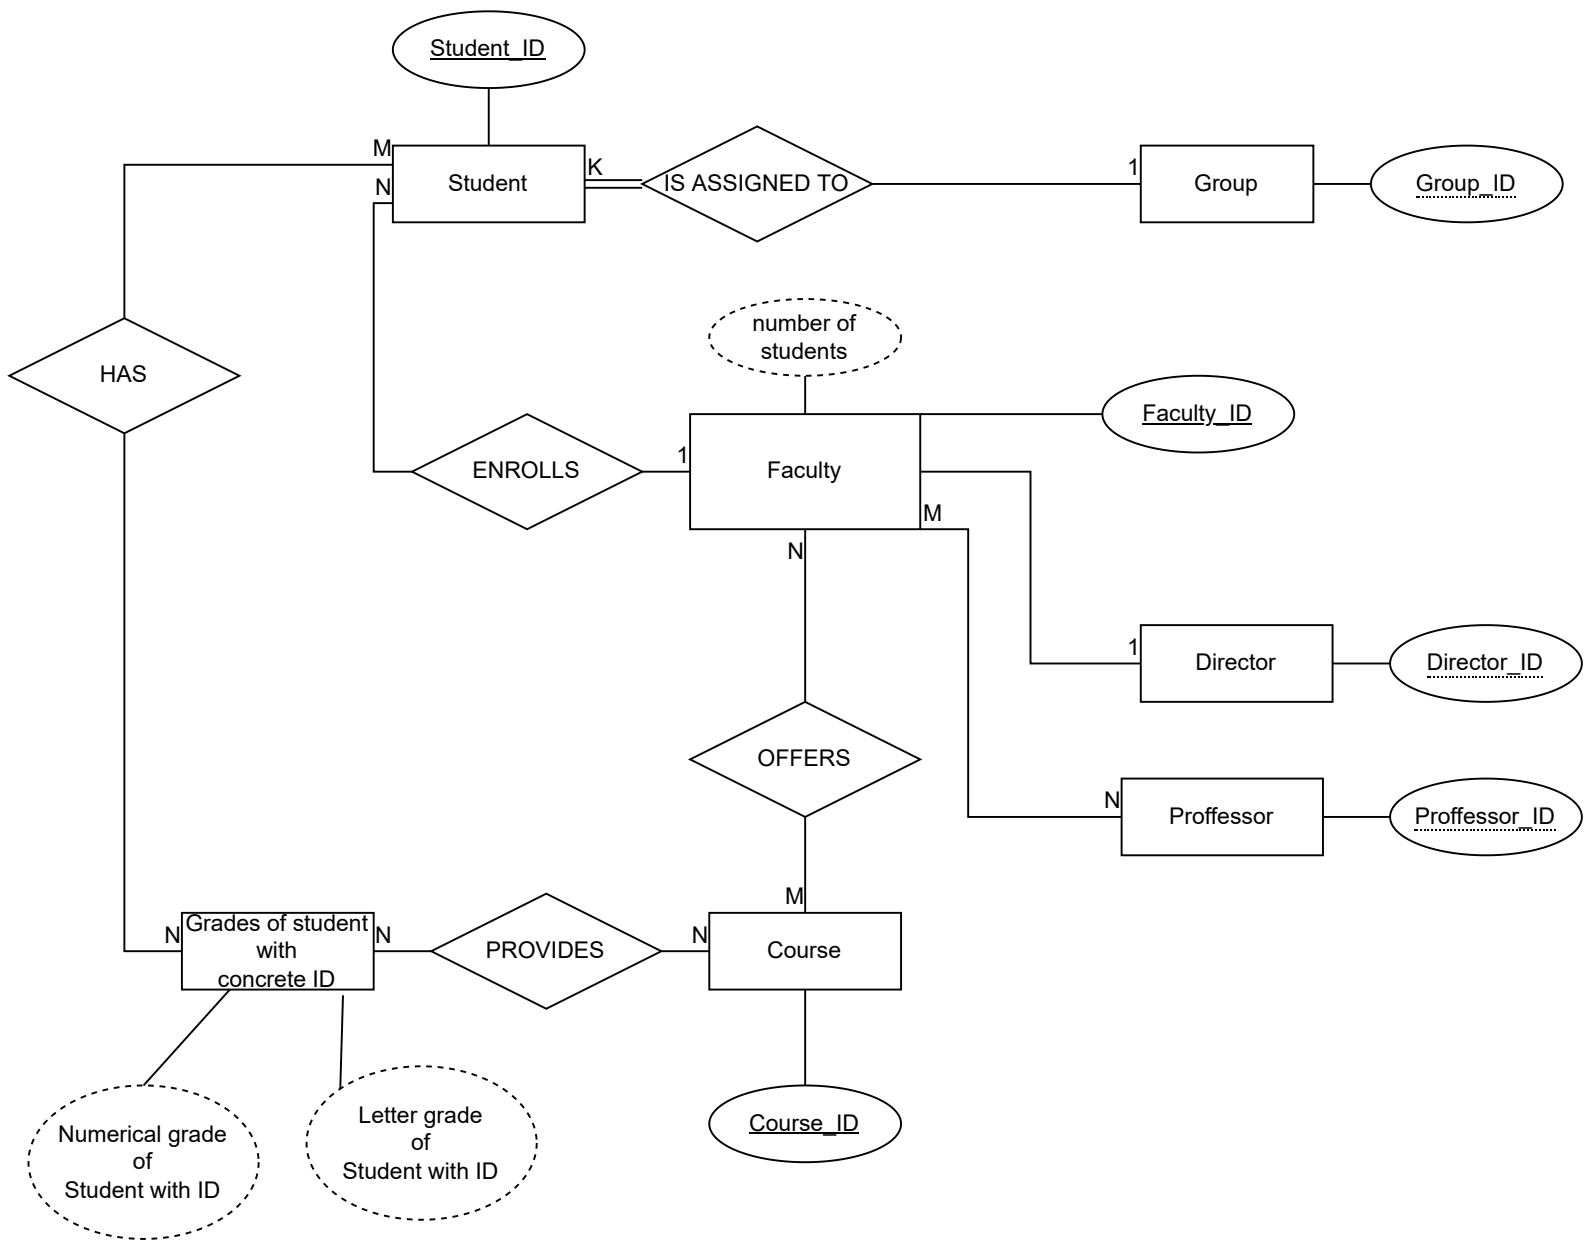 Student_ID
M
K
1
N
Student
IS ASSIGNED TO
Group
Group_ID
number of
students
HAS
Faculty_ID
ENROLLS
1
Faculty
M
N
1
Director
Director_ID
OFFERS
N
Proffessor
Proffessor_ID
M
N
Grades of student
with
concrete ID
N
PROVIDES
N
Course
Numerical grade
of
Student with ID
Letter grade
of
Student with ID
Course_ID